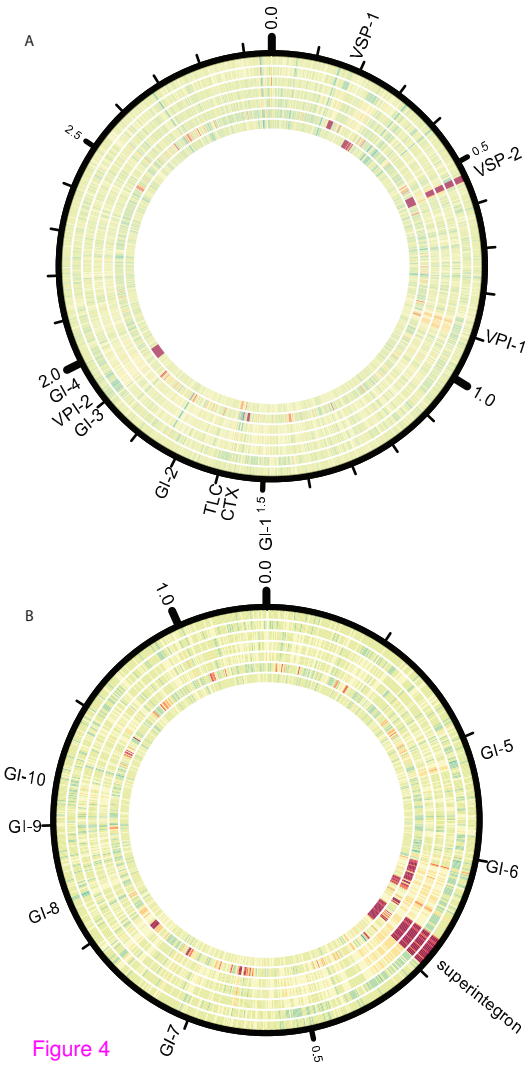 A
0.0
VSP-1
0.5
VSP-2
VPI-1
1.0
1.5
GI-1
CTX
TLC
GI-2
GI-3
VPI-2
GI-4
2.0
2.5
B
0.0
GI-5
GI-6
superintegron
0.5
GI-7
GI-8
GI-9
GI-10
1.0
Figure 4